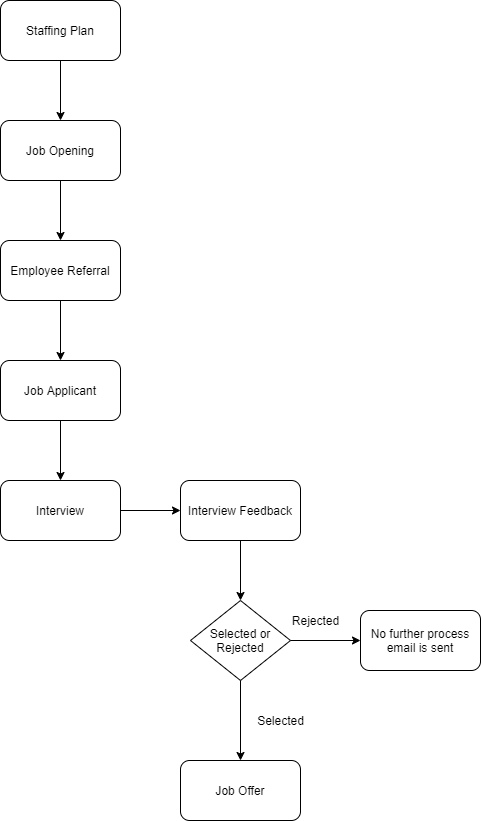 Staffing Plan
Job Opening
Employee Referral
Job Applicant
Interview
Interview Feedback
Selected or
Rejected
Rejected
No further process
email is sent
Selected
Job Offer